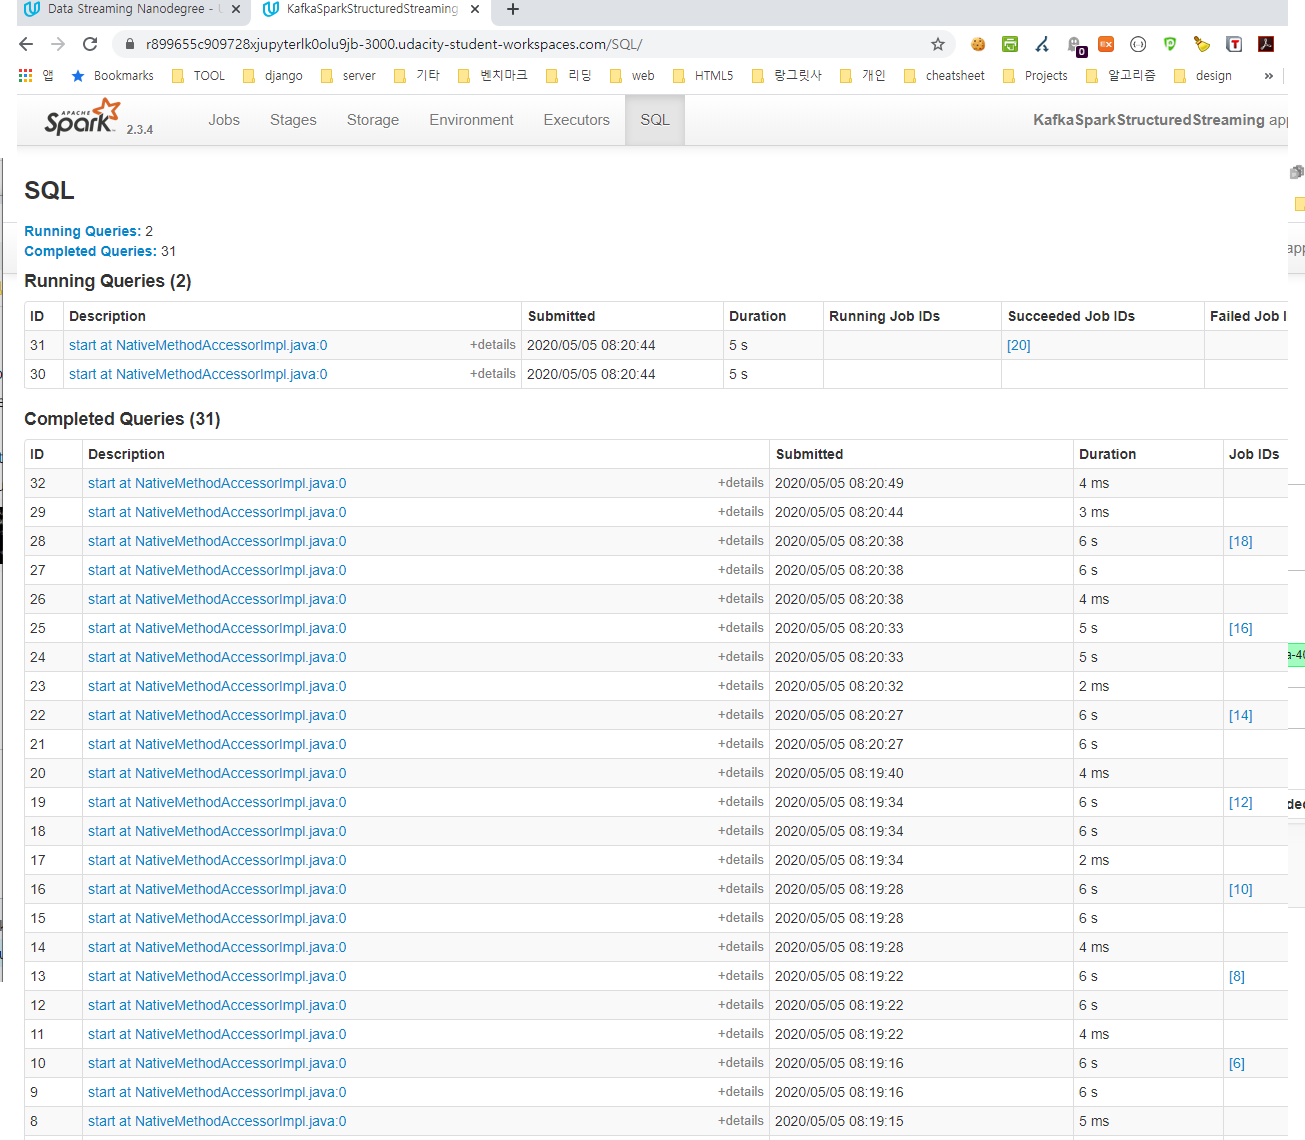 Data Streaming Nanodegree -
KafkaSparkStructuredStreaming
r899655c909728xjupyterlk0olu9jb-3000.udacity-student-workspaces.com/SQL/
앱 Bookmarks TOOL django server 기타 벤치마크 리딩 web HTML5 랑그릿사 개인 cheatsheet Projects 알고리즘 design »
APACHE Spark 2.3.4 Jobs Stages Storage Environment Executors SQL KafkaSparkStructuredStreaming app
SQL
Running Queries: 2
Completed Queries: 31
Running Queries (2)
ID Description Submitted Duration Running Job IDs Succeeded Job IDs Failed Job I
31 start at NativeMethodAccessorImpl.java:0 +details 2020/05/05 08:20:44 5 s [20]
30 start at NativeMethodAccessorImpl.java:0 +details 2020/05/05 08:20:44 5 s
Completed Queries (31)
ID Description Submitted Duration Job IDs
32 start at NativeMethodAccessorImpl.java:0 +details 2020/05/05 08:20:49 4 ms
29 start at NativeMethodAccessorImpl.java:0 +details 2020/05/05 08:20:44 3 ms
28 start at NativeMethodAccessorImpl.java:0 +details 2020/05/05 08:20:38 6 s [18]
27 start at NativeMethodAccessorImpl.java:0 +details 2020/05/05 08:20:38 6 s
26 start at NativeMethodAccessorImpl.java:0 +details 2020/05/05 08:20:38 4 ms
25 start at NativeMethodAccessorImpl.java:0 +details 2020/05/05 08:20:33 5 s [16]
24 start at NativeMethodAccessorImpl.java:0 +details 2020/05/05 08:20:33 5 s
23 start at NativeMethodAccessorImpl.java:0 +details 2020/05/05 08:20:32 2 ms
22 start at NativeMethodAccessorImpl.java:0 +details 2020/05/05 08:20:27 6 s [14]
21 start at NativeMethodAccessorImpl.java:0 +details 2020/05/05 08:20:27 6 s
20 start at NativeMethodAccessorImpl.java:0 +details 2020/05/05 08:19:40 4 ms
19 start at NativeMethodAccessorImpl.java:0 +details 2020/05/05 08:19:34 6 s [12]
18 start at NativeMethodAccessorImpl.java:0 +details 2020/05/05 08:19:34 6 s
17 start at NativeMethodAccessorImpl.java:0 +details 2020/05/05 08:19:34 2 ms
16 start at NativeMethodAccessorImpl.java:0 +details 2020/05/05 08:19:28 6 s [10]
15 start at NativeMethodAccessorImpl.java:0 +details 2020/05/05 08:19:28 6 s
14 start at NativeMethodAccessorImpl.java:0 +details 2020/05/05 08:19:28 4 ms
13 start at NativeMethodAccessorImpl.java:0 +details 2020/05/05 08:19:22 6 s [8]
12 start at NativeMethodAccessorImpl.java:0 +details 2020/05/05 08:19:22 6 s
11 start at NativeMethodAccessorImpl.java:0 +details 2020/05/05 08:19:22 4 ms
10 start at NativeMethodAccessorImpl.java:0 +details 2020/05/05 08:19:16 6 s [6]
9 start at NativeMethodAccessorImpl.java:0 +details 2020/05/05 08:19:16 6 s
8 start at NativeMethodAccessorImpl.java:0 +details 2020/05/05 08:19:15 5 ms